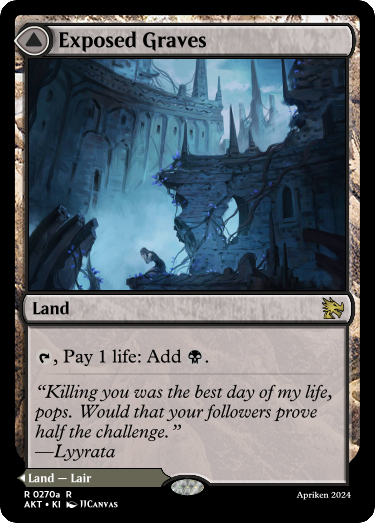 Exposed Graves
Land
, Pay 1 life: Add .
“Killing you was the best day of my life,
pops. Would that your followers prove
half the challenge.”
—Lyyrata
Land — Lair
R 0270a R
AKT • KI JJCanvas
Apriken 2024